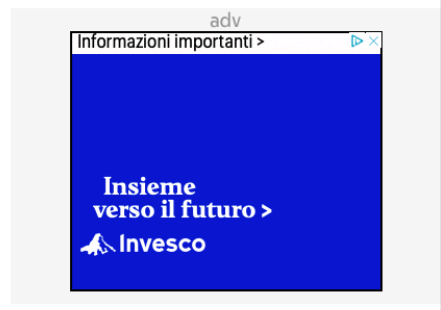 adv
Informazioni importanti >
Insieme
verso il futuro >
Invesco